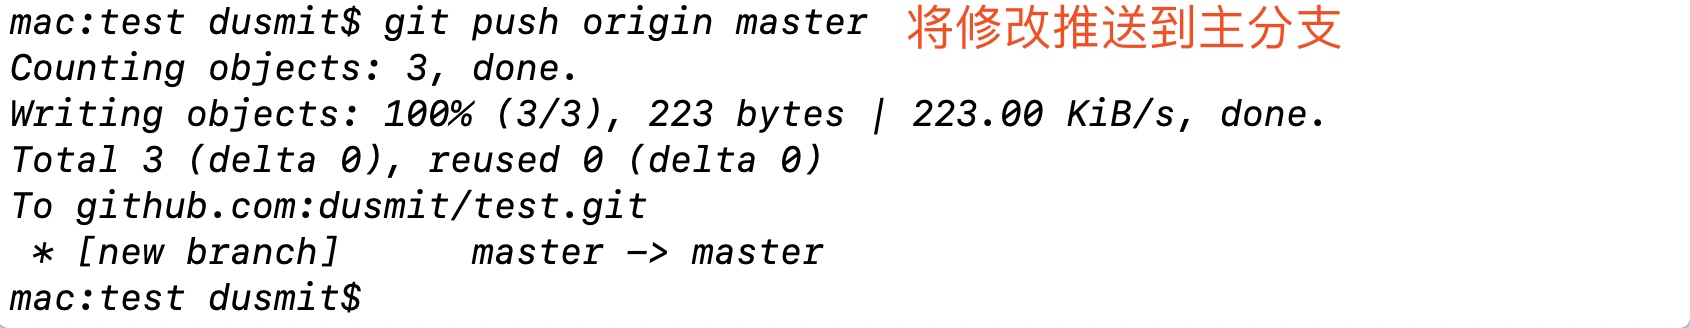 mac:test dusmit$ git push origin master 将修改推送到主分支
Counting objects: 3, done.
Writing objects: 100% (3/3), 223 bytes | 223.00 KiB/s, done.
Total 3 (delta 0), reused 0 (delta 0)
To github.com:dusmit/test.git
 * [new branch]      master -> master
mac:test dusmit$